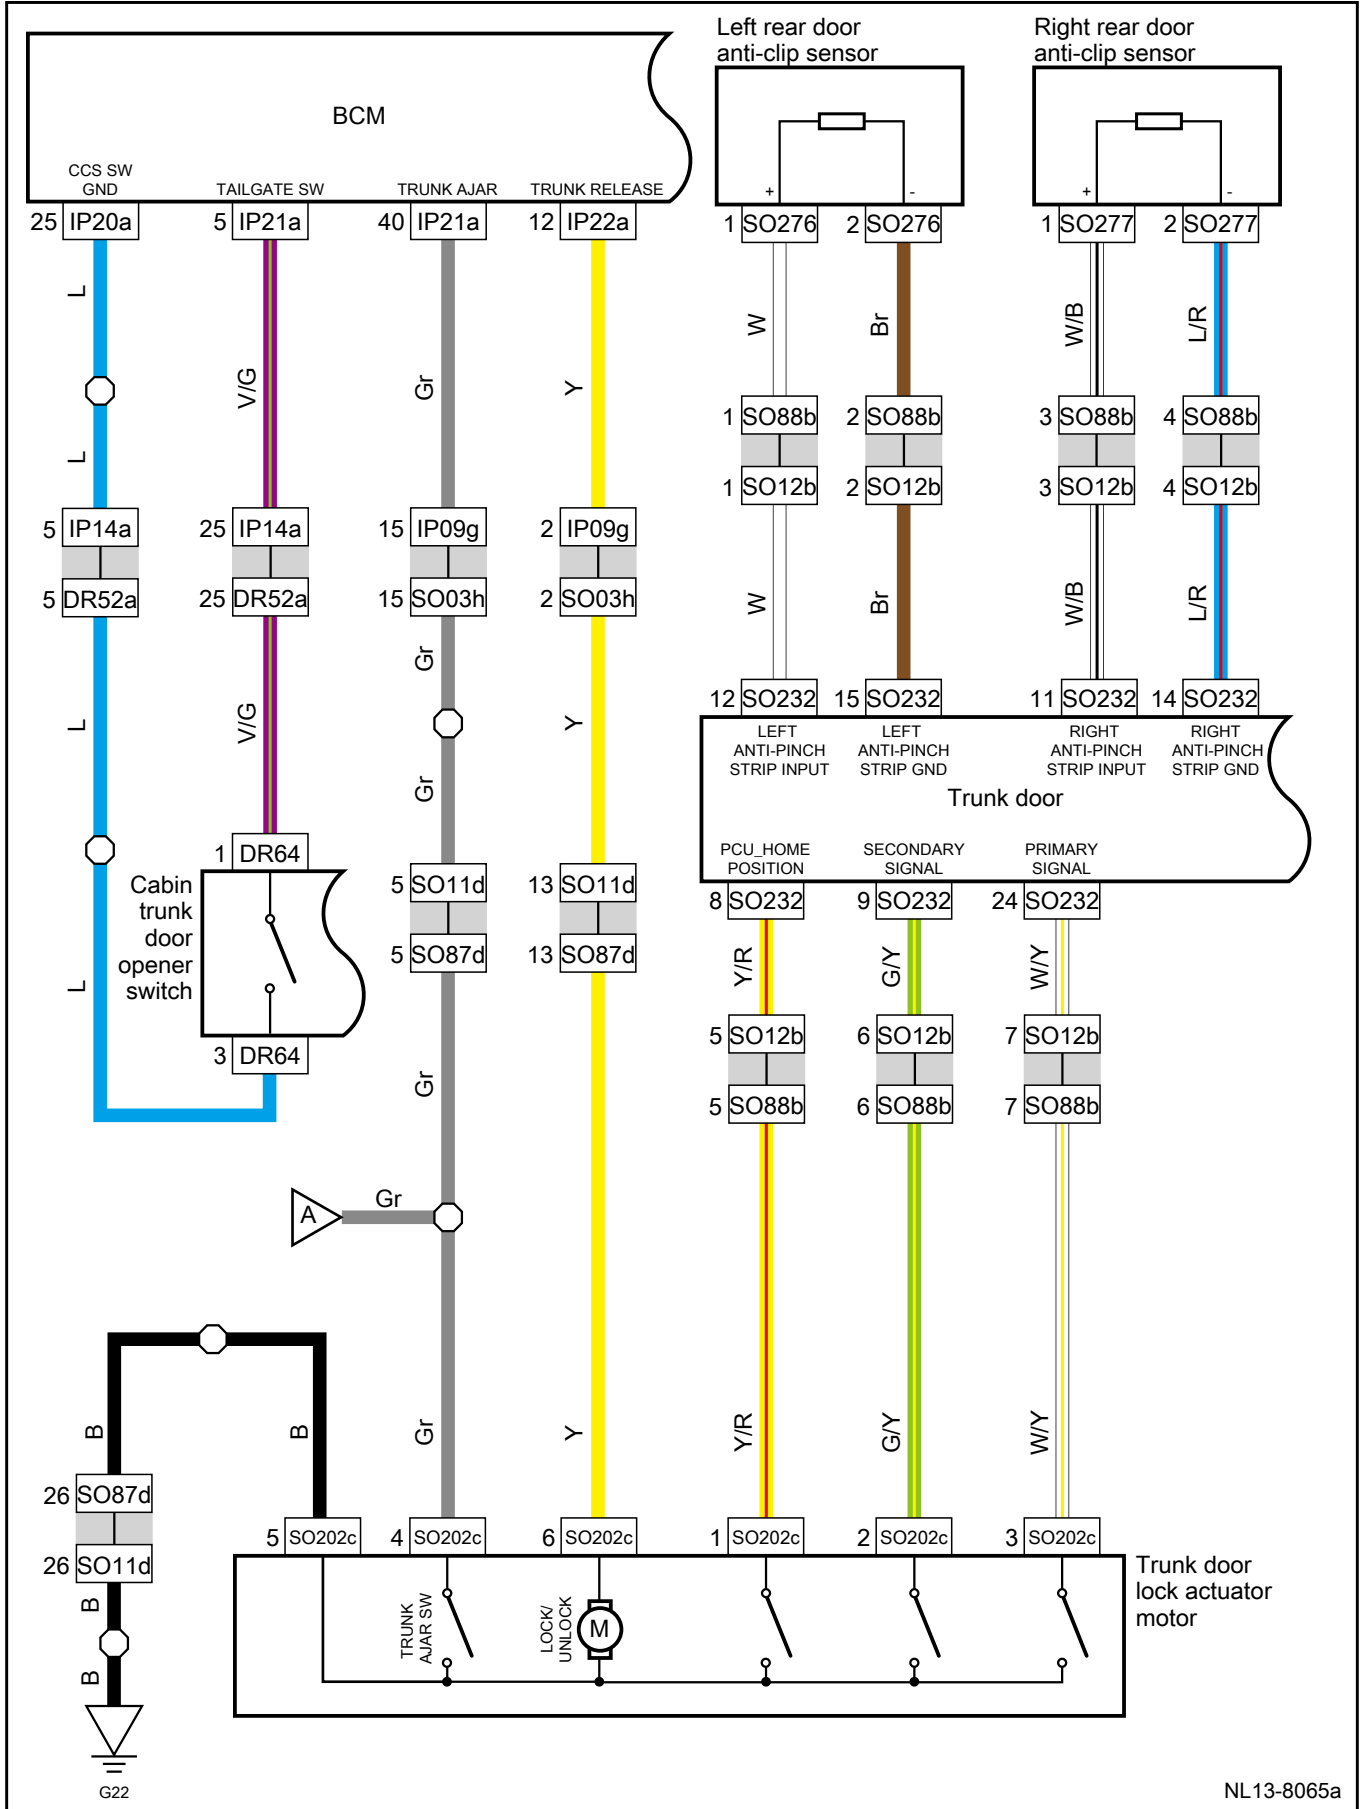 Left rear door
anti-clip sensor
Right rear door
anti-clip sensor
BCM
CCS SW
GND
TAILGATE SW
TRUNK AJAR
TRUNK RELEASE
+ -
+ -
25 IP20a
5 IP21a
40 IP21a
12 IP22a
1 SO276
2 SO276
1 SO277
2 SO277
L
V/G
Gr
Y
W
Br
W/B
L/R
L
1 SO88b
2 SO88b
3 SO88b
4 SO88b
1 SO12b
2 SO12b
3 SO12b
4 SO12b
5 IP14a
25 IP14a
15 IP09g
2 IP09g
5 DR52a
25 DR52a
15 SO03h
2 SO03h
W
Br
W/B
L/R
Gr
L
V/G
Y
Gr
12 SO232
15 SO232
11 SO232
14 SO232
LEFT
ANTI-PINCH
STRIP INPUT
LEFT
ANTI-PINCH
STRIP GND
RIGHT
ANTI-PINCH
STRIP INPUT
RIGHT
ANTI-PINCH
STRIP GND
Trunk door
PCU_HOME
POSITION
SECONDARY
SIGNAL
PRIMARY
SIGNAL
1 DR64
Cabin
trunk
door
opener
switch
3 DR64
L
5 SO11d
13 SO11d
5 SO87d
13 SO87d
8 SO232
9 SO232
24 SO232
Y/R
G/Y
W/Y
5 SO12b
6 SO12b
7 SO12b
5 SO88b
6 SO88b
7 SO88b
Gr
A
Gr
B
B
Gr
Y
Y/R
G/Y
W/Y
26 SO87d
26 SO11d
B
B
G22
5 SO202c
4 SO202c
6 SO202c
1 SO202c
2 SO202c
3 SO202c
TRUNK
AJAR SW
LOCK/
UNLOCK
M
Trunk door
lock actuator
motor
NL13-8065a